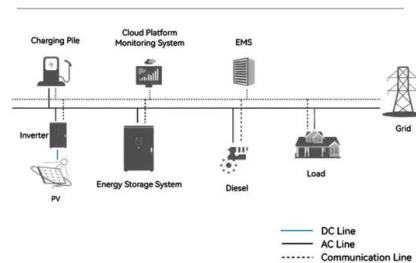 Charging Pile
Cloud Platform
Monitoring System
EMS
Grid
Inverter
PV
Energy Storage System
Diesel
Load
DC Line
AC Line
Communication Line